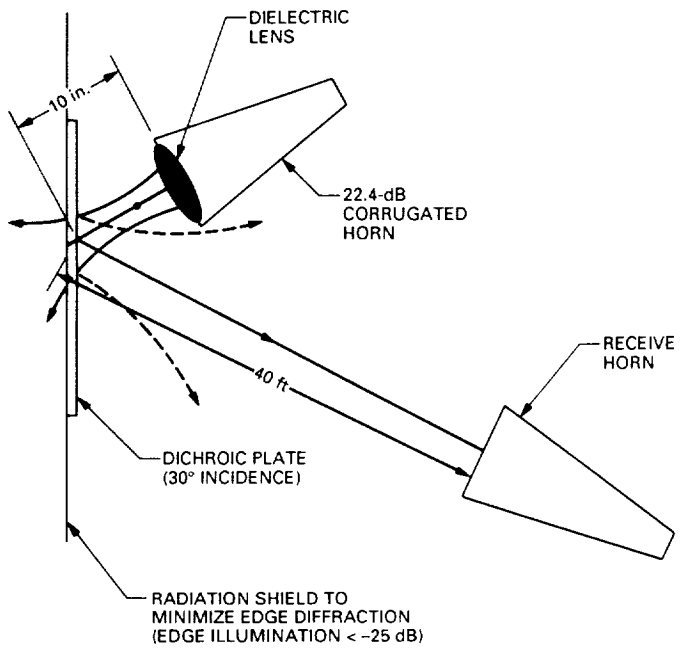 DIELECTRIC
LENS
10 in.
22.4-dB
CORRUGATED
HORN
RECEIVE
HORN
40 ft
DICHROIC PLATE
(30° INCIDENCE)
RADIATION SHIELD TO
MINIMIZE EDGE DIFFRACTION
(EDGE ILLUMINATION < -25 dB)